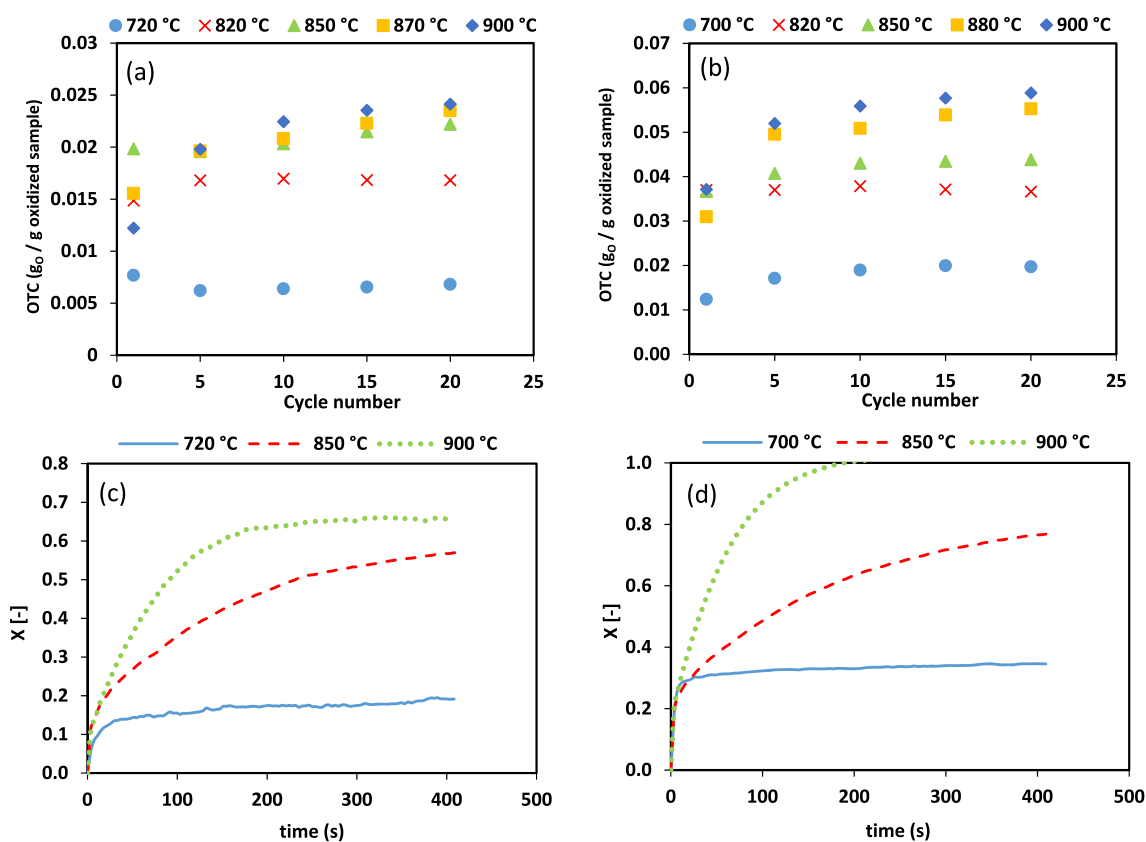 720 °C 820 °C 850 °C 870 °C 900 °C
(a)
OTC (gO / g oxidized sample)
0.03
0.025
0.02
0.015
0.01
0.005
0
0 5 10 15 20 25
Cycle number
700 °C 820 °C 850 °C 880 °C 900 °C
(b)
OTC (gO / g oxidized sample)
0.07
0.06
0.05
0.04
0.03
0.02
0.01
0.00
0 5 10 15 20 25
Cycle number
720 °C 850 °C 900 °C
(c)
X [-]
0.8
0.7
0.6
0.5
0.4
0.3
0.2
0.1
0.0
0 100 200 300 400 500
time (s)
700 °C 850 °C 900 °C
(d)
X [-]
1.0
0.8
0.6
0.4
0.2
0.0
0 100 200 300 400 500
time (s)